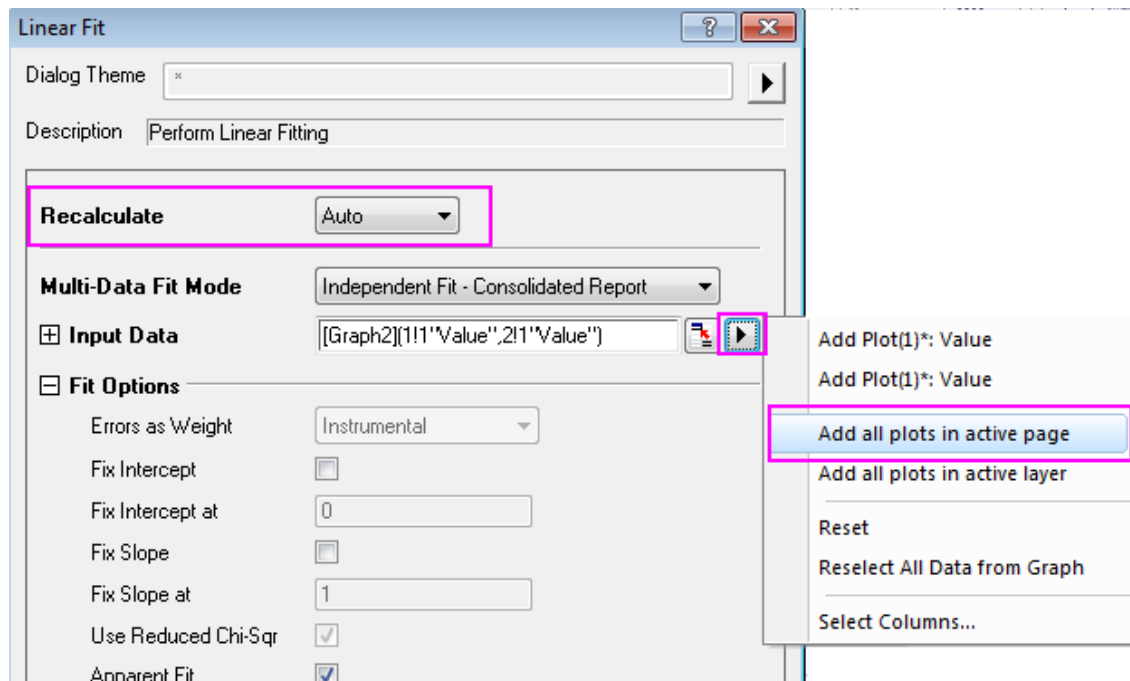 Linear Fit
Dialog Theme *
Description Perform Linear Fitting
Recalculate Auto
Multi-Data Fit Mode Independent Fit - Consolidated Report
Input Data [Graph2](1!1"Value",2!1"Value")
Fit Options
Errors as Weight Instrumental
Fix Intercept
Fix Intercept at 0
Fix Slope
Fix Slope at 1
Use Reduced Chi-Sqr
Apparent Fit
Add Plot(1)*: Value
Add Plot(1)*: Value
Add all plots in active page
Add all plots in active layer
Reset
Reselect All Data from Graph
Select Columns...